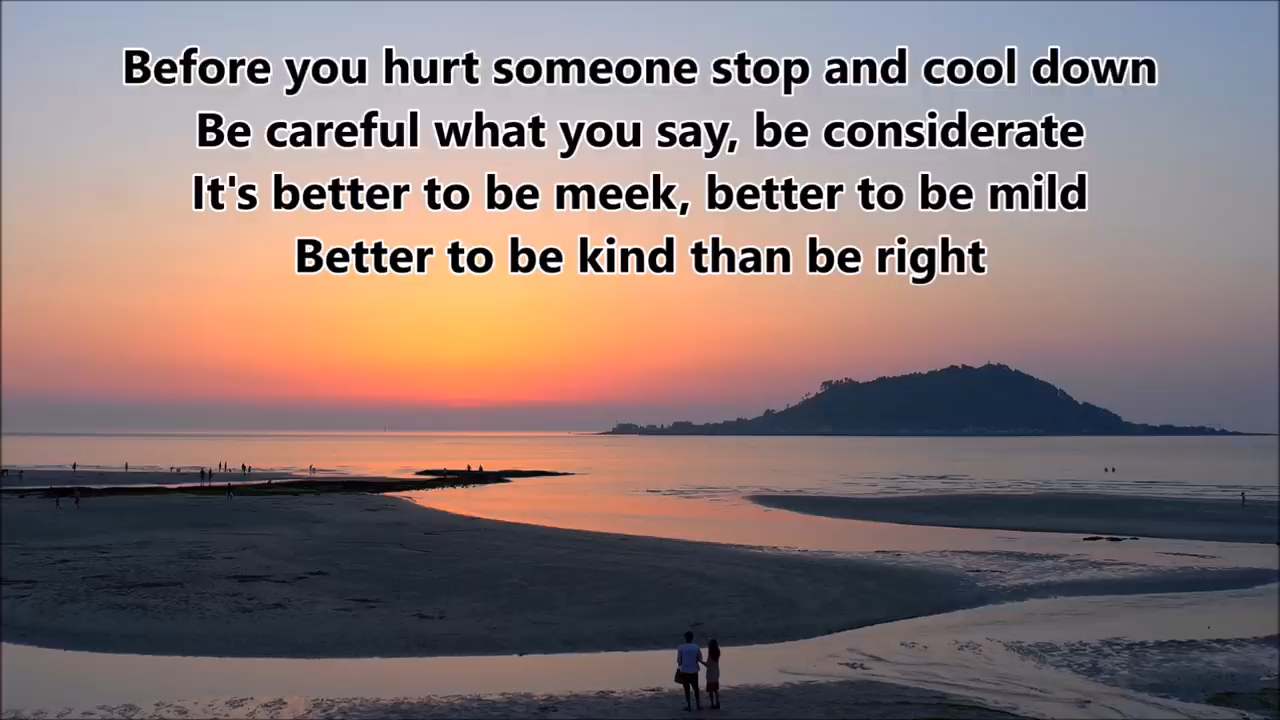 Before you hurt someone stop and cool down
Be careful what you say, be considerate
It's better to be meek, better to be mild
Better to be kind than be right